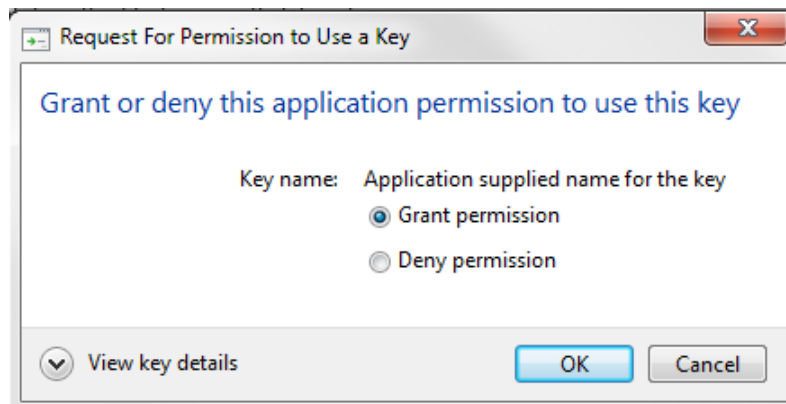 Request For Permission to Use a Key
Grant or deny this application permission to use this key
Key name: Application supplied name for the key
Grant permission
Deny permission
View key details OK Cancel